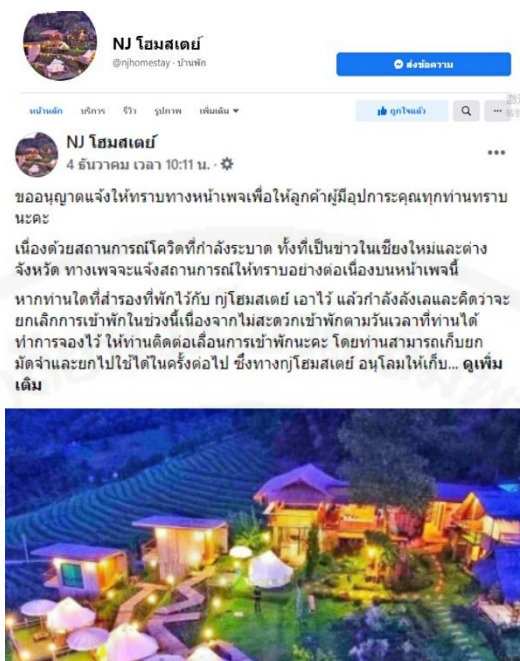 NJ โฮมสเตย์
@njhomestay · บ้านพัก
ส่งข้อความ
หน้าหลัก บริการ รีวิว รูปภาพ เพิ่มเติม
ถูกใจแล้ว
NJ โฮมสเตย์
4 ธันวาคม เวลา 10:11 น. ·
ขออนุญาตแจ้งให้ทราบทางหน้าเพจเพื่อให้ลูกค้าผู้มีอุปการะคุณทุกท่านทราบ
นะคะ
เนื่องด้วยสถานการณ์โควิดที่กำลังระบาด ทั้งที่เป็นข่าวในเชียงใหม่และต่าง
จังหวัด ทางเพจจะแจ้งสถานการณ์ให้ทราบอย่างต่อเนื่องบนหน้าเพจนี้
หากท่านใดที่สำรองที่พักไว้กับ njโฮมสเตย์ เอาไว้ แล้วกำลังลังเลและคิดว่าจะ
ยกเลิกการเข้าพักในช่วงนี้เนื่องจากไม่สะดวกเข้าพักตามวันเวลาที่ท่านได้
ทำการจองไว้ ให้ท่านติดต่อเลื่อนการเข้าพักนะคะ โดยท่านสามารถเก็บยก
มัดจำและยกไปใช้ได้ในครั้งต่อไป ซึ่งทางnjโฮมสเตย์ อนุโลมให้เก็บ... ดูเพิ่ม
เติม